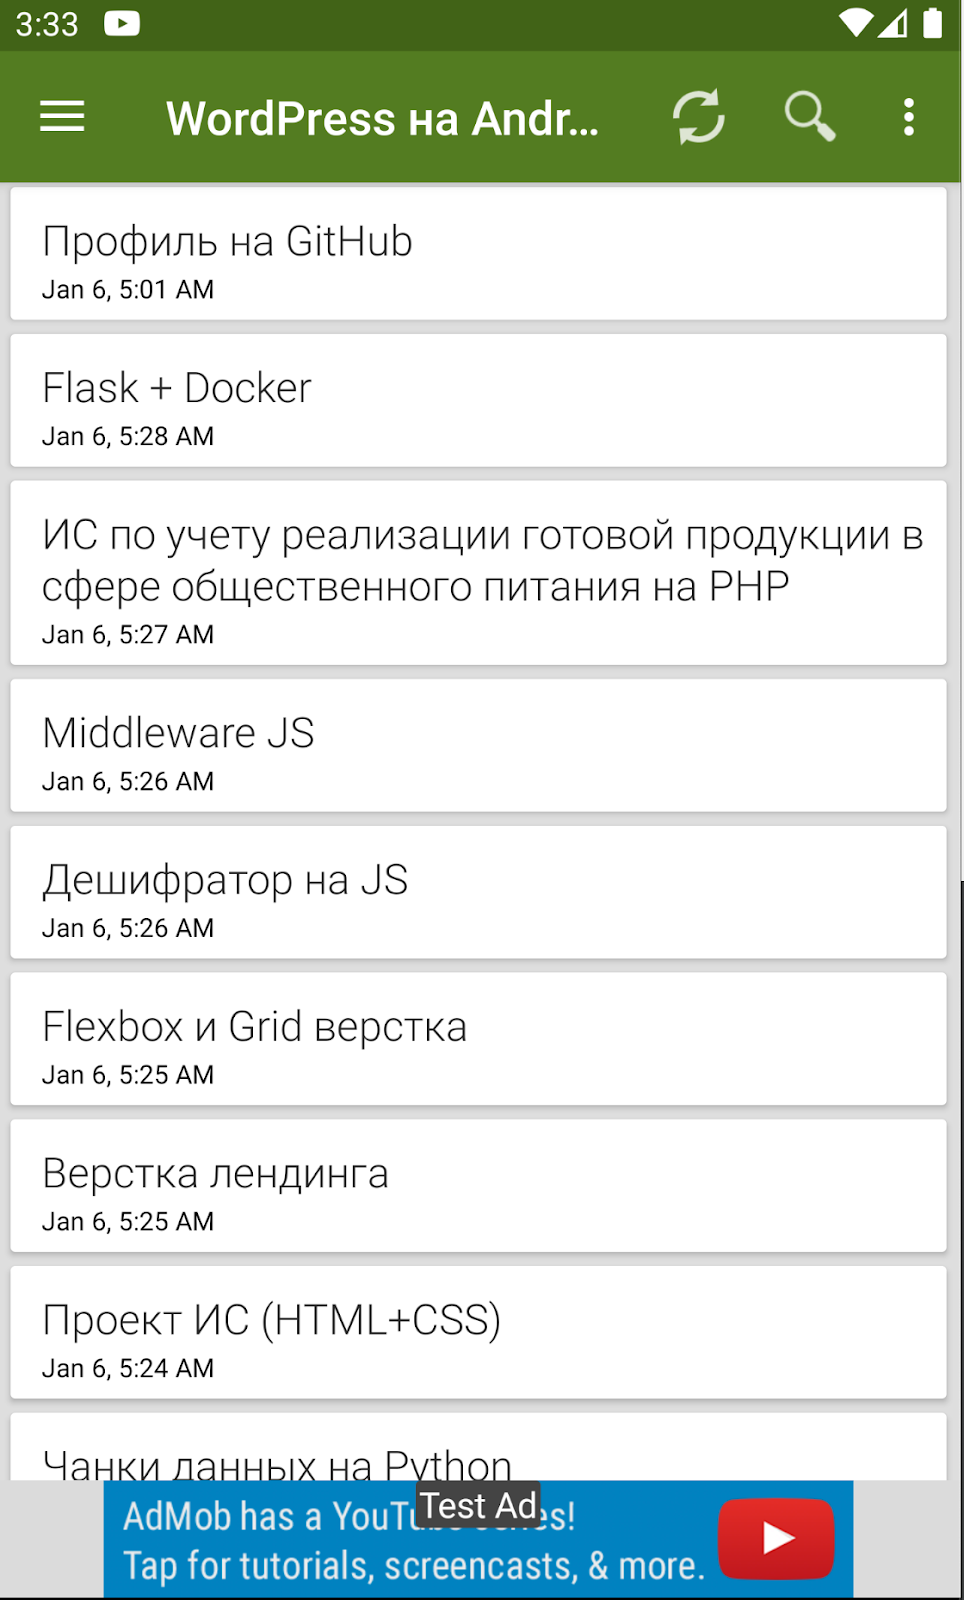 3:33
WordPress на Andr...
Профиль на GitHub
Jan 6, 5:01 AM
Flask + Docker
Jan 6, 5:28 AM
ИС по учету реализации готовой продукции в
сфере общественного питания на PHP
Jan 6, 5:27 AM
Middleware JS
Jan 6, 5:26 AM
Дешифратор на JS
Jan 6, 5:26 AM
Flexbox и Grid верстка
Jan 6, 5:25 AM
Верстка лендинга
Jan 6, 5:25 AM
Проект ИС (HTML+CSS)
Jan 6, 5:24 AM
Чанки данных на Python
Test Ad
AdMob has a
Tap for tutorials, screencasts, & more.